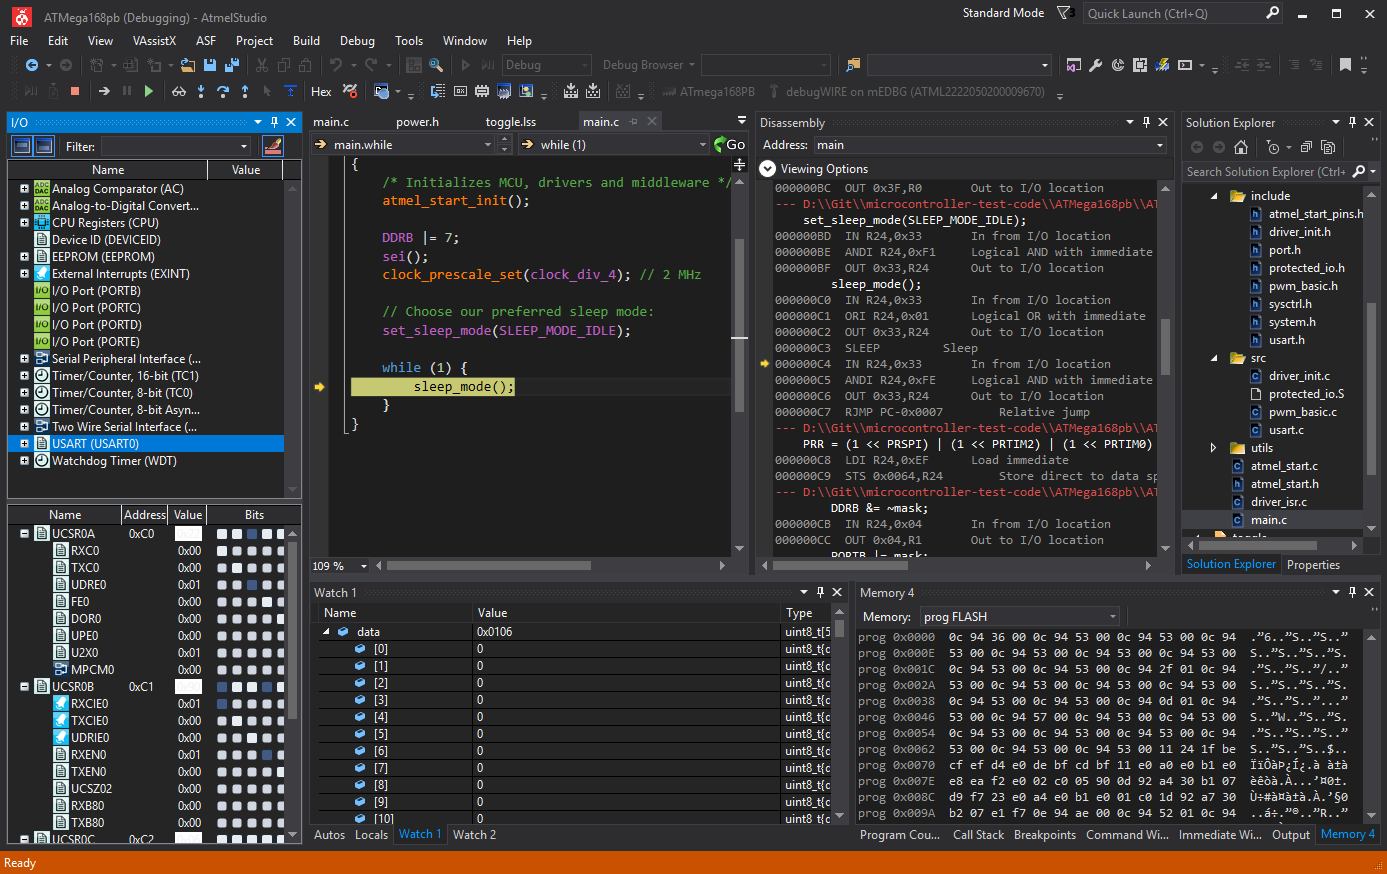 ATMega168pb (Debugging) - AtmelStudio
Standard Mode
3
Quick Launch (Ctrl+Q)
File Edit View VAssistX ASF Project Build Debug Tools Window Help
Debug
Debug Browser
Hex
ATmega168PB
debugWIRE on mEDBG (ATML2222050200009670)
I/O
Filter:
Name Value
Analog Comparator (AC)
Analog-to-Digital Convert...
CPU Registers (CPU)
Device ID (DEVICEID)
EEPROM (EEPROM)
External Interrupts (EXINT)
I/O Port (PORTB)
I/O Port (PORTC)
I/O Port (PORTD)
I/O Port (PORTE)
Serial Peripheral Interface (...
Timer/Counter, 16-bit (TC1)
Timer/Counter, 8-bit (TC0)
Timer/Counter, 8-bit Asyn...
Two Wire Serial Interface (...
USART (USART0)
Watchdog Timer (WDT)
Name Address Value Bits
UCSR0A 0xC0
RXC0 0x00
TXC0 0x00
UDRE0 0x01
FE0 0x00
DOR0 0x00
UPE0 0x00
U2X0 0x01
MPCM0 0x00
UCSR0B 0xC1
RXCIE0 0x01
TXCIE0 0x00
UDRIE0 0x00
RXEN0 0x01
TXEN0 0x00
UCSZ02 0x00
RXB80 0x00
TXB80 0x00
UCSR0C 0xC2
main.c power.h toggle.lss main.c
main.while while (1) Go
{
/* Initializes MCU, drivers and middleware */
atmel_start_init();
DDRB |= 7;
sei();
clock_prescale_set(clock_div_4); // 2 MHz
// Choose our preferred sleep mode:
set_sleep_mode(SLEEP_MODE_IDLE);
while (1) {
sleep_mode();
}
}
109 %
Disassembly
Address: main
Viewing Options
000000BC OUT 0x3F,R0 Out to I/O location
--- D:\\Git\\microcontroller-test-code\\ATMega168pb\\AT
set_sleep_mode(SLEEP_MODE_IDLE);
000000BD IN R24,0x33 In from I/O location
000000BE ANDI R24,0xF1 Logical AND with immediate
000000BF OUT 0x33,R24 Out to I/O location
sleep_mode();
000000C0 IN R24,0x33 In from I/O location
000000C1 ORI R24,0x01 Logical OR with immediate
000000C2 OUT 0x33,R24 Out to I/O location
000000C3 SLEEP Sleep
000000C4 IN R24,0x33 In from I/O location
000000C5 ANDI R24,0xFE Logical AND with immediate
000000C6 OUT 0x33,R24 Out to I/O location
000000C7 RJMP PC-0x0007 Relative jump
--- D:\\Git\\microcontroller-test-code\\ATMega168pb\\AT
PRR = (1 << PRSPI) | (1 << PRTIM2) | (1 << PRTIM0)
000000C8 LDI R24,0xEF Load immediate
000000C9 STS 0x0064,R24 Store direct to data sp
--- D:\\Git\\microcontroller-test-code\\ATMega168pb\\AT
DDRB &= ~mask;
000000CB IN R24,0x04 In from I/O location
000000CC OUT 0x04,R1 Out to I/O location
PORTB |= mask;
Solution Explorer
Search Solution Explorer (Ctrl+
include
atmel_start_pins.h
driver_init.h
port.h
protected_io.h
pwm_basic.h
sysctrl.h
system.h
usart.h
src
driver_init.c
protected_io.S
pwm_basic.c
usart.c
utils
atmel_start.c
atmel_start.h
driver_isr.c
main.c
toggle
Solution Explorer Properties
Watch 1
Name Value Type
data 0x0106 uint8_t[5
[0] 0 uint8_t{d
[1] 0 uint8_t{d
[2] 0 uint8_t{d
[3] 0 uint8_t{d
[4] 0 uint8_t{d
[5] 0 uint8_t{d
[6] 0 uint8_t{d
[7] 0 uint8_t{d
[8] 0 uint8_t{d
[9] 0 uint8_t{d
[10] 0 uint8_t{d
Autos Locals Watch 1 Watch 2
Memory 4
Memory: prog FLASH
prog 0x0000 0c 94 36 00 0c 94 53 00 0c 94 53 00 0c 94 .”6..”S..”S..”
prog 0x000E 53 00 0c 94 53 00 0c 94 53 00 0c 94 53 00 S..”S..”S..”S.
prog 0x001C 0c 94 53 00 0c 94 53 00 0c 94 2f 01 0c 94 .”S..”S..”/..”
prog 0x002A 53 00 0c 94 53 00 0c 94 53 00 0c 94 53 00 S..”S..”S..”S.
prog 0x0038 0c 94 53 00 0c 94 53 00 0c 94 0d 01 0c 94 .”S..”S..”...”
prog 0x0046 53 00 0c 94 57 00 0c 94 53 00 0c 94 53 00 S..”W..”S..”S.
prog 0x0054 0c 94 53 00 0c 94 53 00 0c 94 53 00 0c 94 .”S..”S..”S..”
prog 0x0062 53 00 0c 94 53 00 0c 94 53 00 11 24 1f be S..”S..”S..$..
prog 0x0070 cf ef d4 e0 de bf cd bf 11 e0 a0 e0 b1 e0 ÏïÔàÞ¿Í¿.à à±à
prog 0x007E e8 ea f2 e0 02 c0 05 90 0d 92 a4 30 b1 07 èêòà.À...’¤0±.
prog 0x008C d9 f7 23 e0 a4 e0 b1 e0 01 c0 1d 92 a7 30 Ù÷#à¤à±à.À.’§0
prog 0x009A b2 07 e1 f7 0e 94 ae 00 0c 94 52 01 0c 94 ².á÷.”®..”R..”
Program Cou... Call Stack Breakpoints Command Wi... Immediate Wi... Output Memory 4
Ready